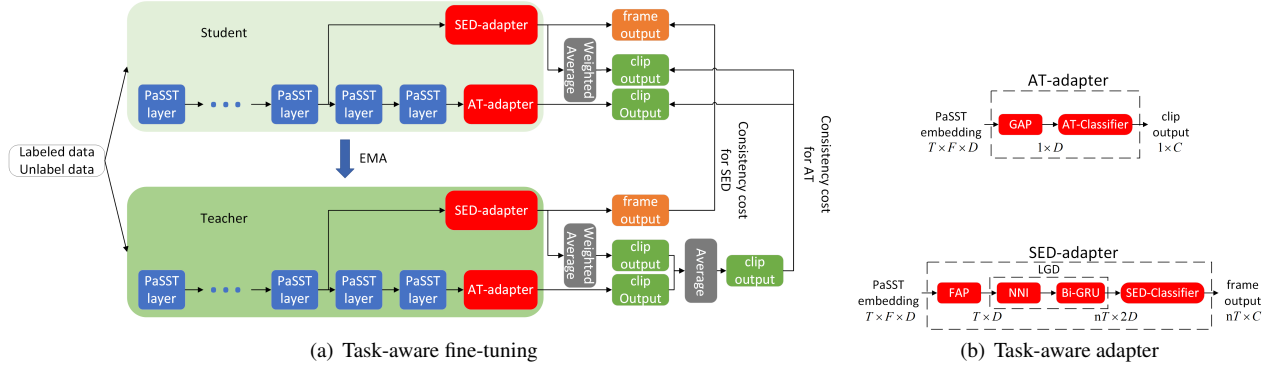 Student
SED-adapter
frame
output
Weighted
Average
clip
output
PaSST
layer
PaSST
layer
PaSST
layer
PaSST
layer
AT-adapter
clip
Output
Labeled data
Unlabel data
EMA
Consistency cost
for SED
Consistency cost
for AT
Teacher
SED-adapter
frame
output
Weighted
Average
clip
output
Average
clip
output
PaSST
layer
PaSST
layer
PaSST
layer
PaSST
layer
AT-adapter
clip
Output
(a) Task-aware fine-tuning
AT-adapter
PaSST
embedding
T × F × D
GAP
AT-Classifier
1 × D
clip
output
1 × C
SED-adapter
LGD
PaSST
embedding
T × F × D
FAP
NNI
Bi-GRU
SED-Classifier
T × D
nT × 2D
frame
output
nT × C
(b) Task-aware adapter